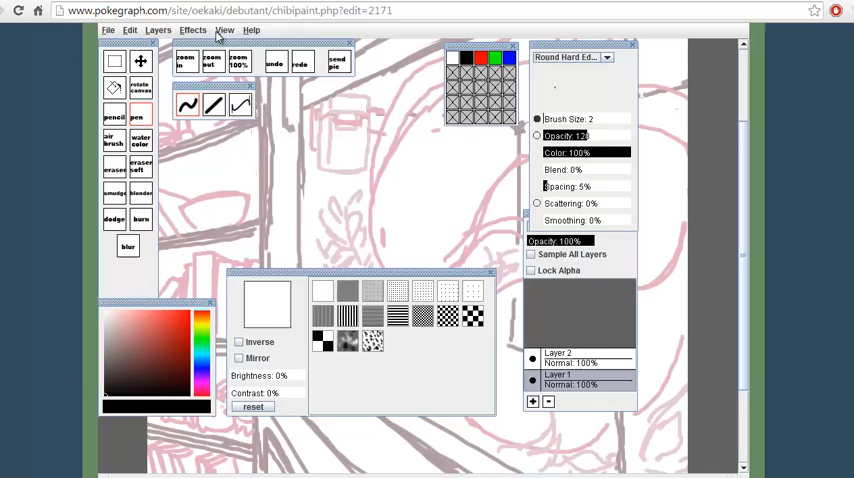 www.pokegraph.com/site/oekaki/debutant/chibipaint.php?edit=2171
File Edit Layers Effects View Help
zoom in zoom out zoom 100% undo redo send pic
rotate canvas
pencil pen
air brush water color
eraser eraser soft
smudge blender
dodge burn
blur
Round Hard Ed...
Brush Size: 2
Opacity: 128
Color: 100%
Blend: 0%
Spacing: 5%
Scattering: 0%
Smoothing: 0%
Opacity: 100%
Sample All Layers
Lock Alpha
Layer 2
Normal: 100%
Layer 1
Normal: 100%
+ -
Inverse
Mirror
Brightness: 0%
Contrast: 0%
reset